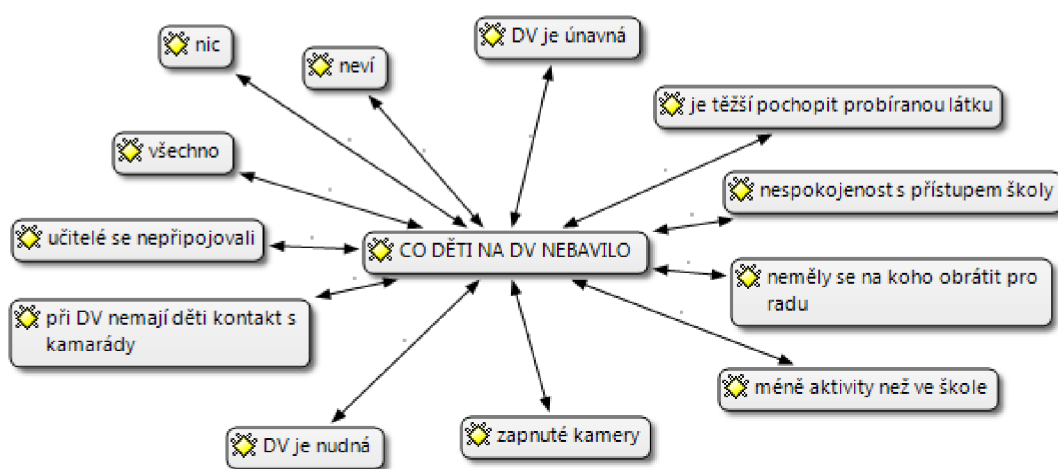 DV je únavná
nic
neví
je těžší pochopit probíranou látku
všechno
nespokojenost s přístupem školy
učitelé se nepřipojovali
CO DĚTI NA DV NEBAVILO
neměly se na koho obrátit pro
radu
při DV nemají děti kontakt s
kamarády
méně aktivity než ve škole
DV je nudná
zapnuté kamery